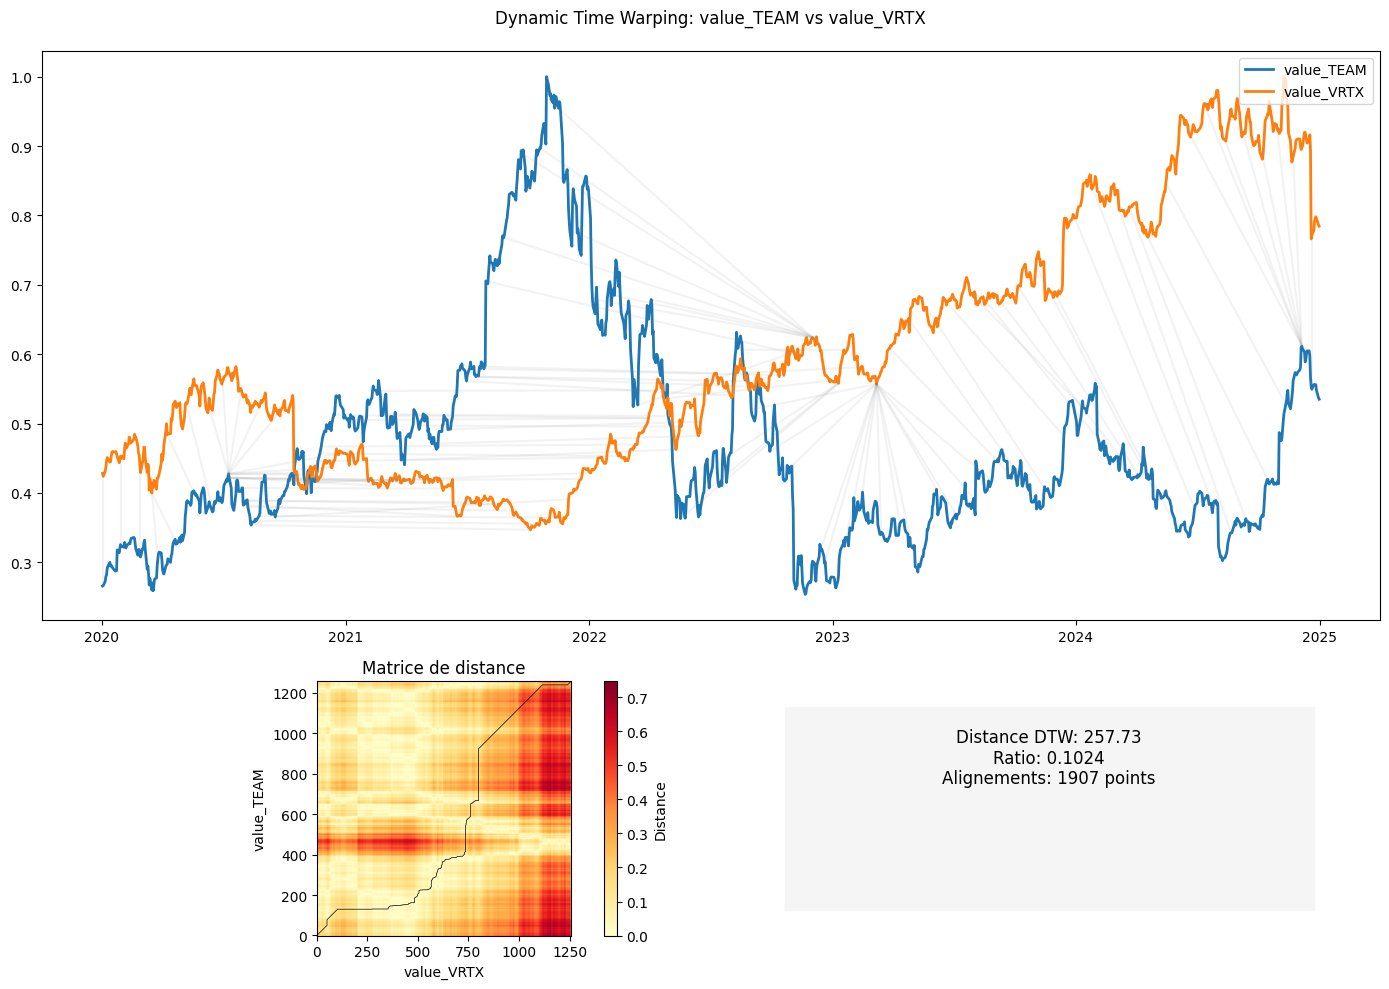 Dynamic Time Warping: value_TEAM vs value_VRTX
value_TEAM
value_VRTX
1.0
0.9
0.8
0.7
0.6
0.5
0.4
0.3
2020 2021 2022 2023 2024 2025
Matrice de distance
value_TEAM
1200
1000
800
600
400
200
0
0 250 500 750 1000 1250
value_VRTX
0.7
0.6
0.5
0.4
0.3
0.2
0.1
0.0
Distance
Distance DTW: 257.73
Ratio: 0.1024
Alignements: 1907 points